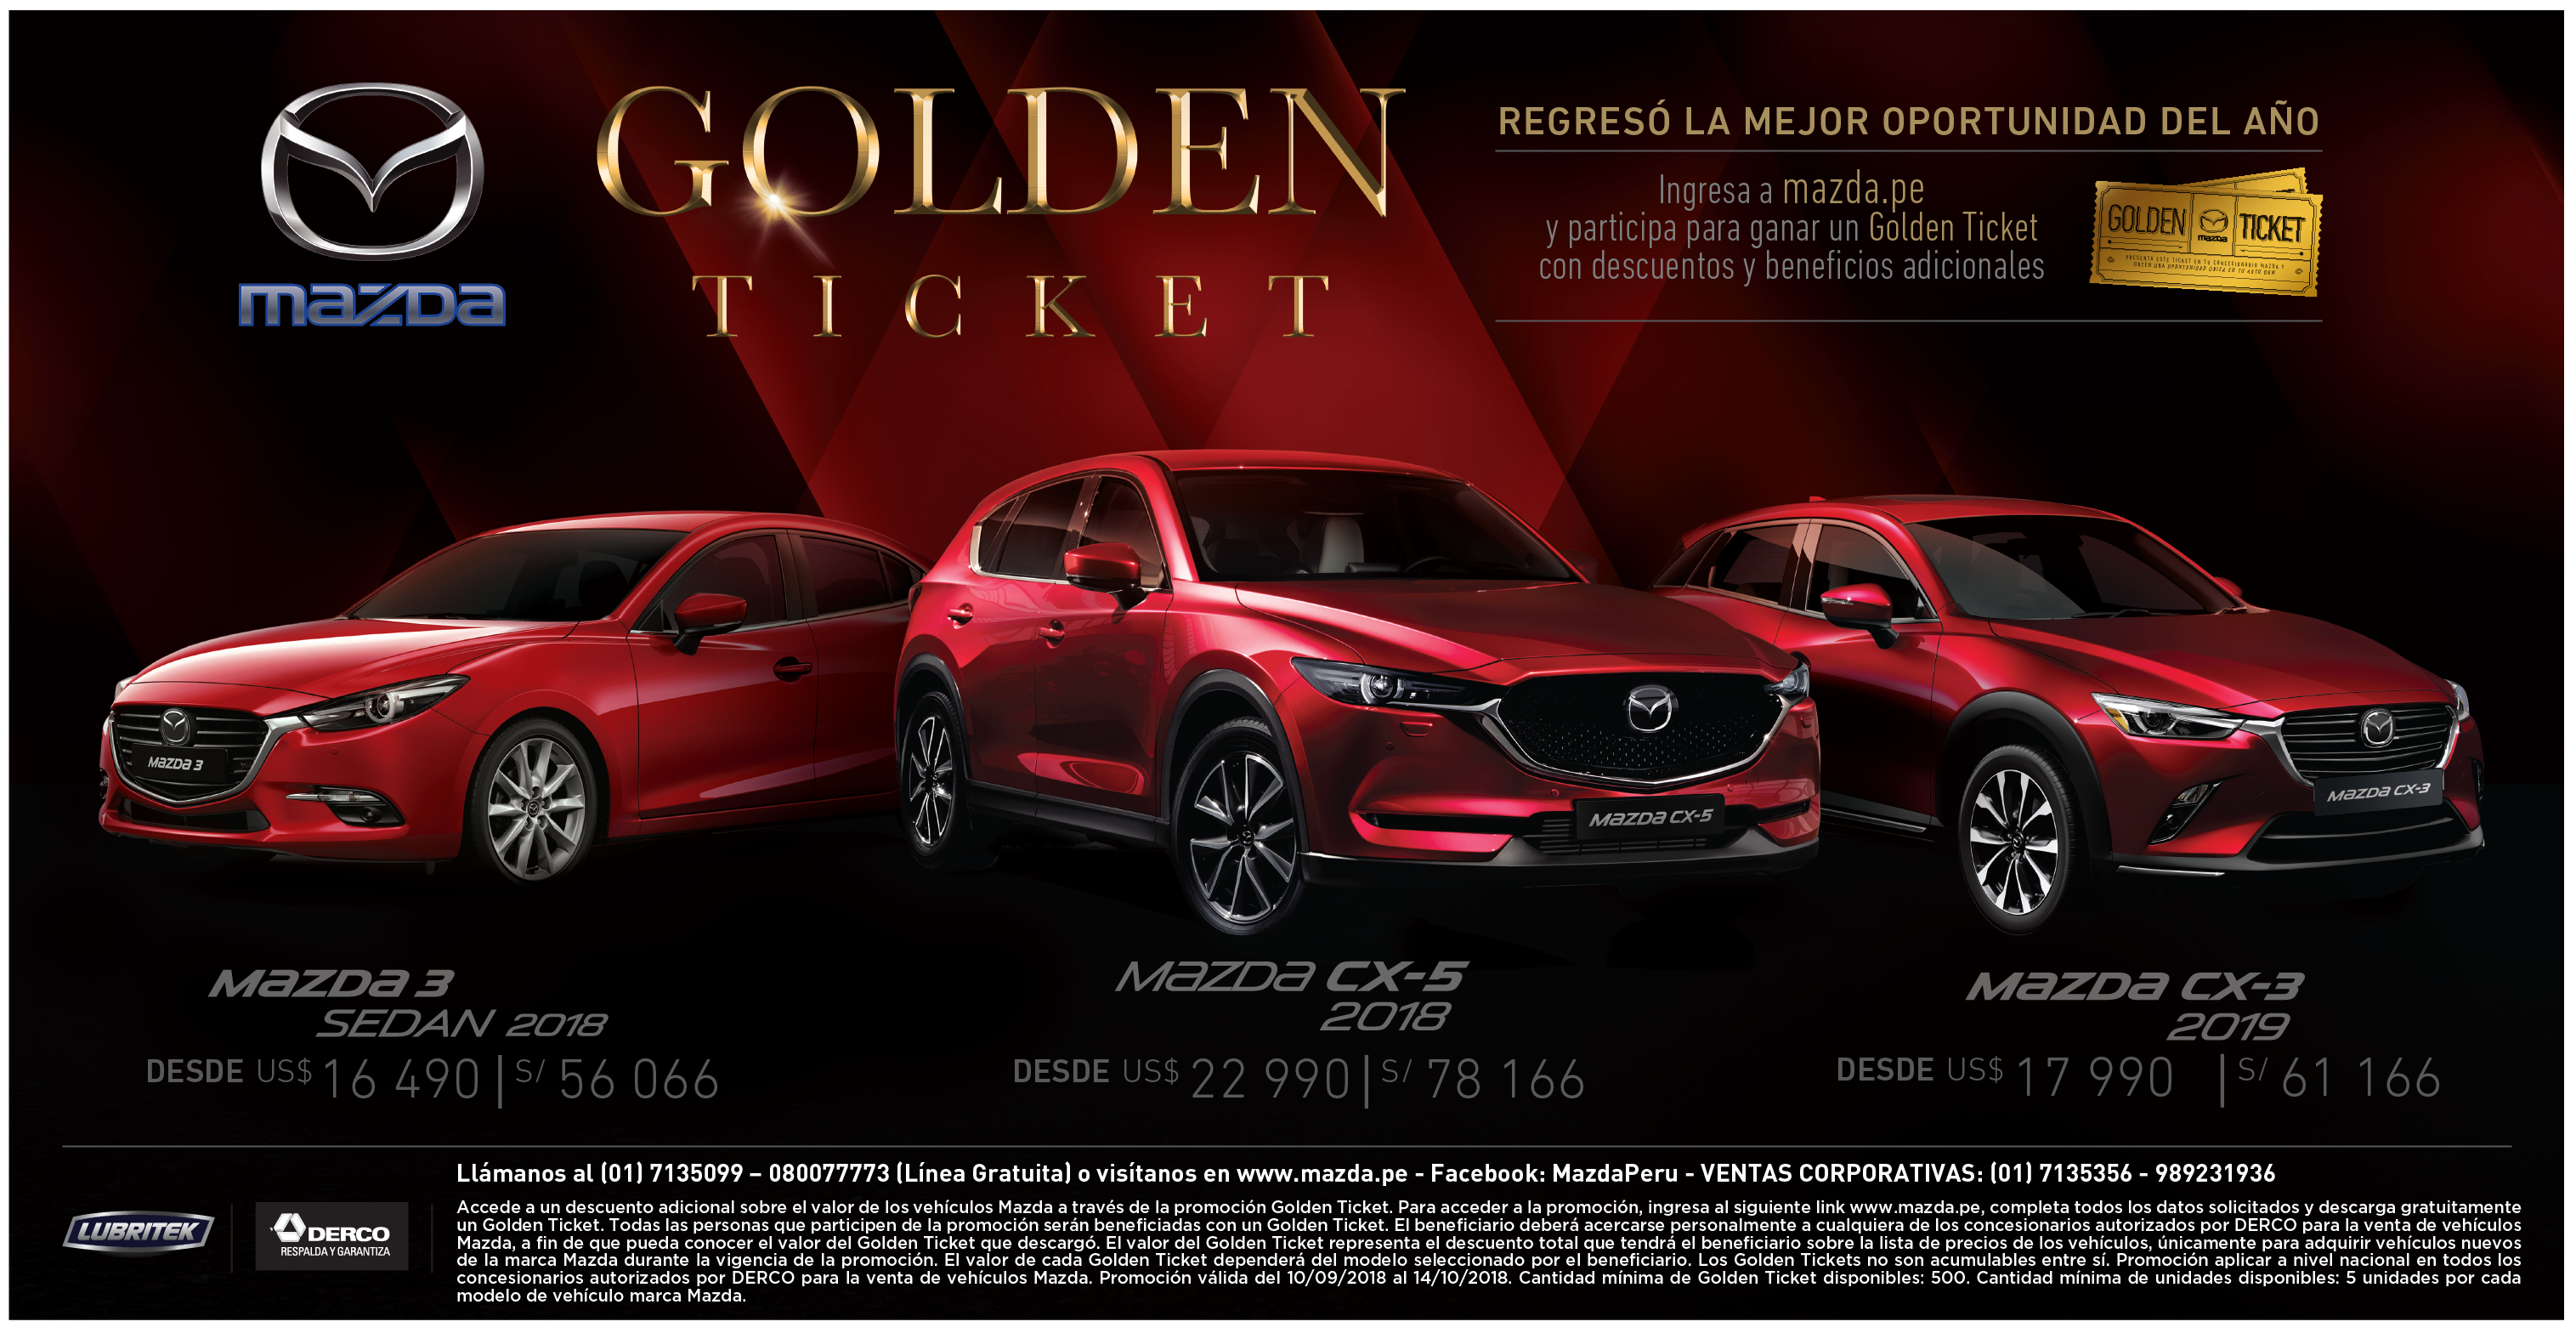 mazda
GOLDEN
TICKET
REGRESÓ LA MEJOR OPORTUNIDAD DEL AÑO
Ingresa a mazda.pe
y participa para ganar un Golden Ticket
con descuentos y beneficios adicionales
GOLDEN mazda TICKET
MAZDA 3
MAZDA CX-5
MAZDA CX-3
MAZDA 3
SEDAN 2018
DESDE US$ 16 490 | S/ 56 066
MAZDA CX-5
2018
DESDE US$ 22 990 | S/ 78 166
MAZDA CX-3
2019
DESDE US$ 17 990 | S/ 61 166
Llámanos al (01) 7135099 – 080077773 (Línea Gratuita) o visítanos en www.mazda.pe - Facebook: MazdaPeru - VENTAS CORPORATIVAS: (01) 7135356 - 989231936
LUBRITEK
DERCO
RESPALDA Y GARANTIZA
Accede a un descuento adicional sobre el valor de los vehículos Mazda a través de la promoción Golden Ticket. Para acceder a la promoción, ingresa al siguiente link www.mazda.pe, completa todos los datos solicitados y descarga gratuitamente
un Golden Ticket. Todas las personas que participen de la promoción serán beneficiadas con un Golden Ticket. El beneficiario deberá acercarse personalmente a cualquiera de los concesionarios autorizados por DERCO para la venta de vehículos
Mazda, a fin de que pueda conocer el valor del Golden Ticket que descargó. El valor del Golden Ticket representa el descuento total que tendrá el beneficiario sobre la lista de precios de los vehículos, únicamente para adquirir vehículos nuevos
de la marca Mazda durante la vigencia de la promoción. El valor de cada Golden Ticket dependerá del modelo seleccionado por el beneficiario. Los Golden Tickets no son acumulables entre sí. Promoción aplicar a nivel nacional en todos los
concesionarios autorizados por DERCO para la venta de vehículos Mazda. Promoción válida del 10/09/2018 al 14/10/2018. Cantidad mínima de Golden Ticket disponibles: 500. Cantidad mínima de unidades disponibles: 5 unidades por cada
modelo de vehículo marca Mazda.